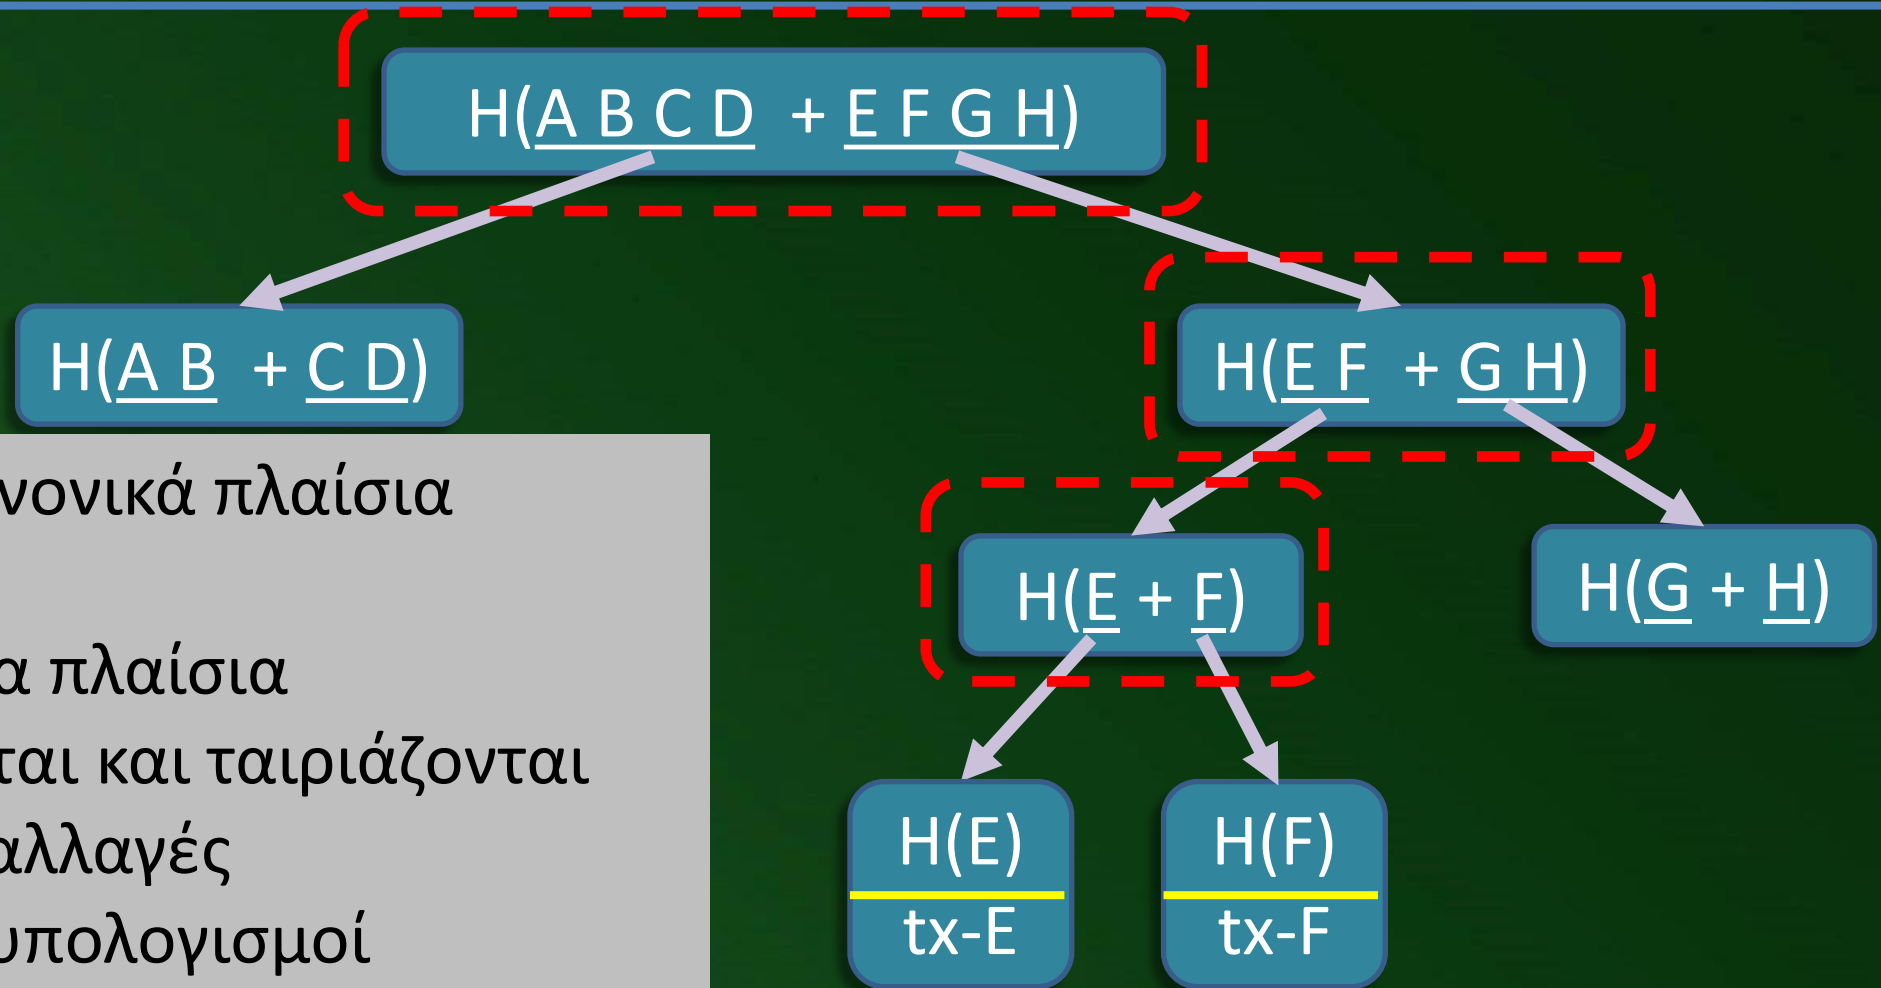 H(A B C D + E F G H)
H(A B + C D)
H(E F + G H)
νονικά πλαίσια
H(E + F)
H(G + H)
α πλαίσια
ται και ταιριάζονται
αλλαγές
υπολογισμοί
H(E)
tx-E
H(F)
tx-F